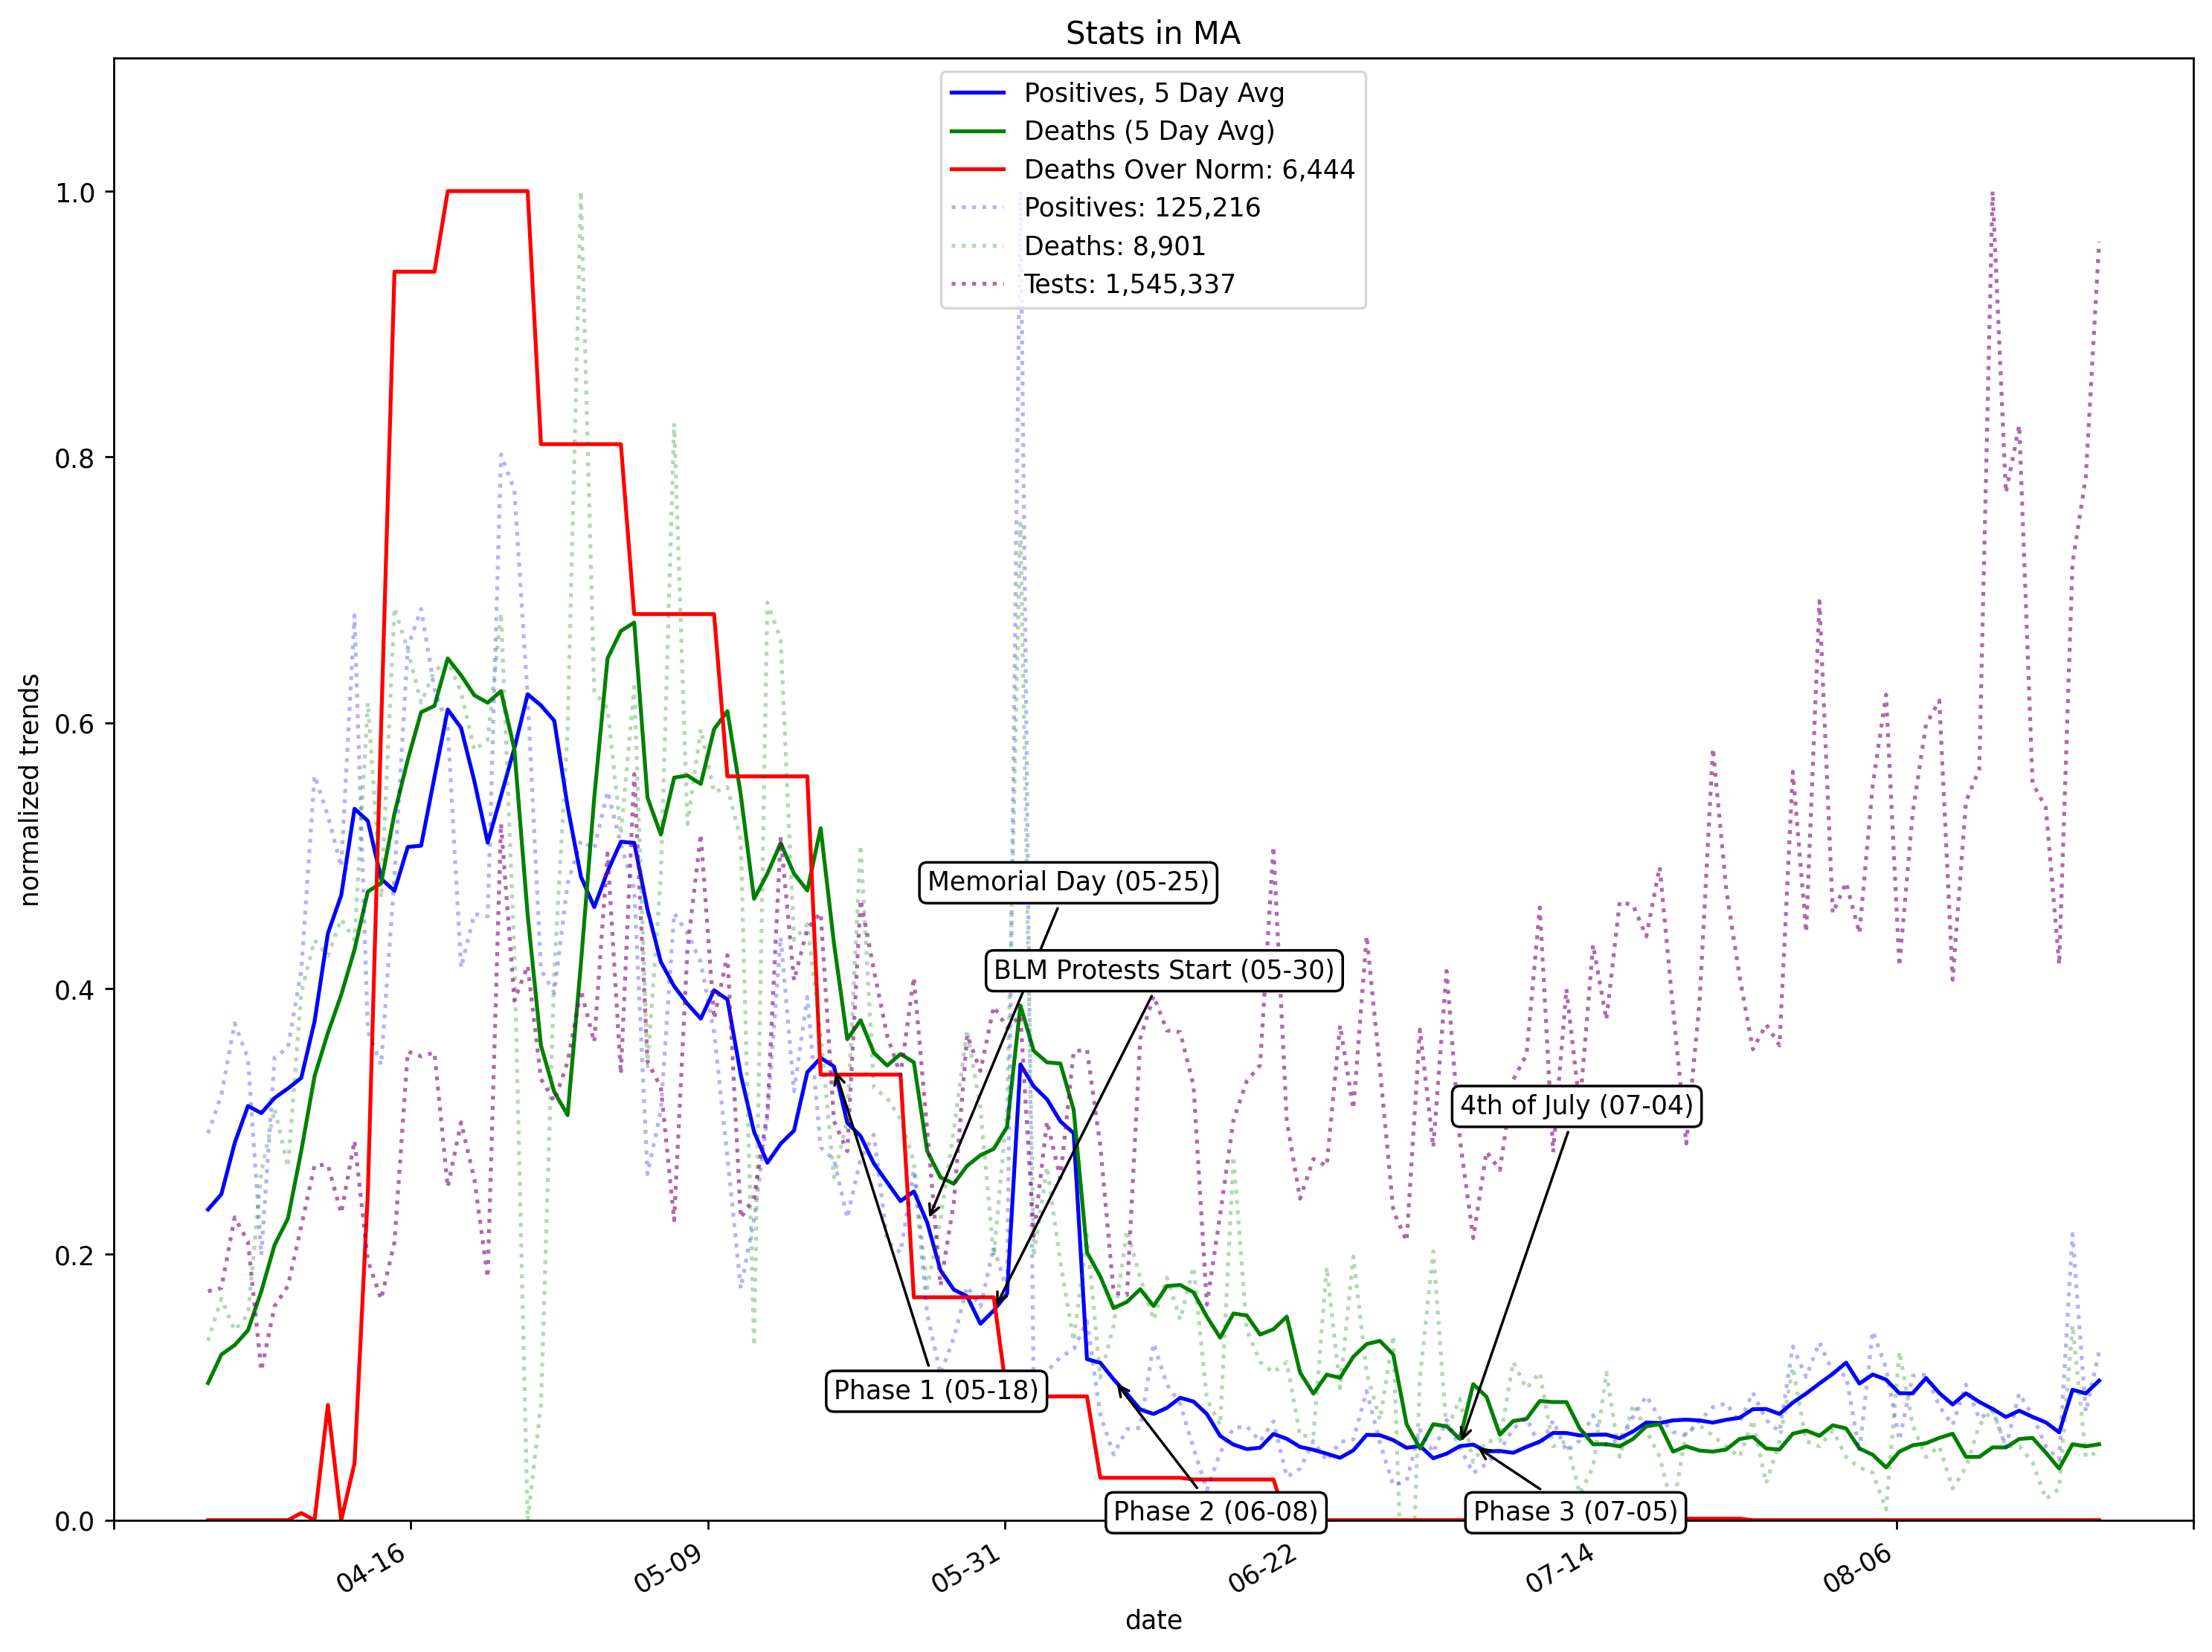 Stats in MA
Positives, 5 Day Avg
Deaths (5 Day Avg)
Deaths Over Norm: 6,444
Positives: 125,216
Deaths: 8,901
Tests: 1,545,337
normalized trends
1.0
0.8
0.6
0.4
0.2
0.0
Memorial Day (05-25)
BLM Protests Start (05-30)
4th of July (07-04)
Phase 1 (05-18)
Phase 2 (06-08)
Phase 3 (07-05)
04-16
05-09
05-31
06-22
07-14
08-06
date